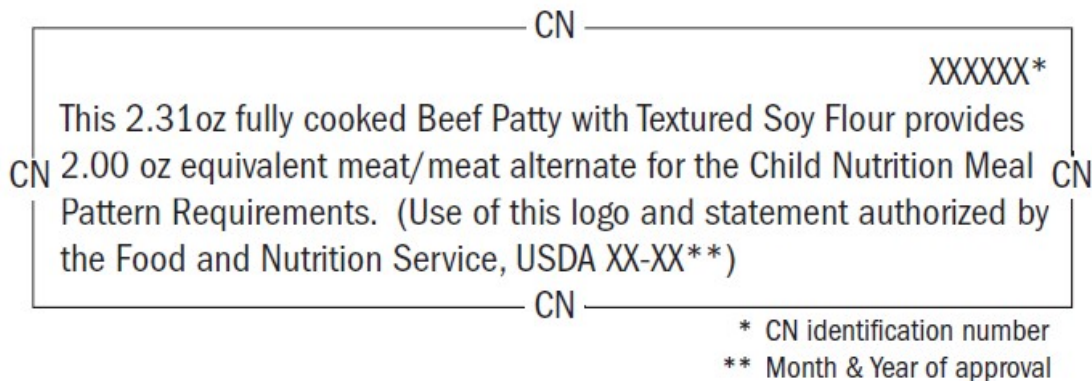 CN
XXXXXX*
This 2.31oz fully cooked Beef Patty with Textured Soy Flour provides
CN 2.00 oz equivalent meat/meat alternate for the Child Nutrition Meal CN
Pattern Requirements. (Use of this logo and statement authorized by
the Food and Nutrition Service, USDA XX-XX**)
CN
* CN identification number
** Month & Year of approval